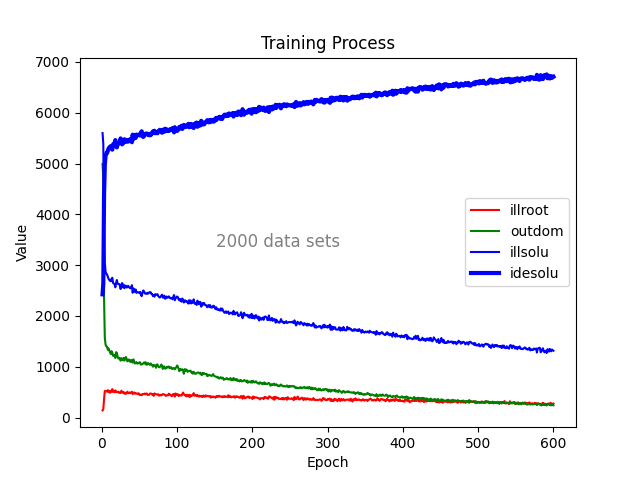 Training Process
7000
6000
5000
4000
3000
2000
1000
0
Value
2000 data sets
illroot
outdom
illsolu
idesolu
0 100 200 300 400 500 600
Epoch